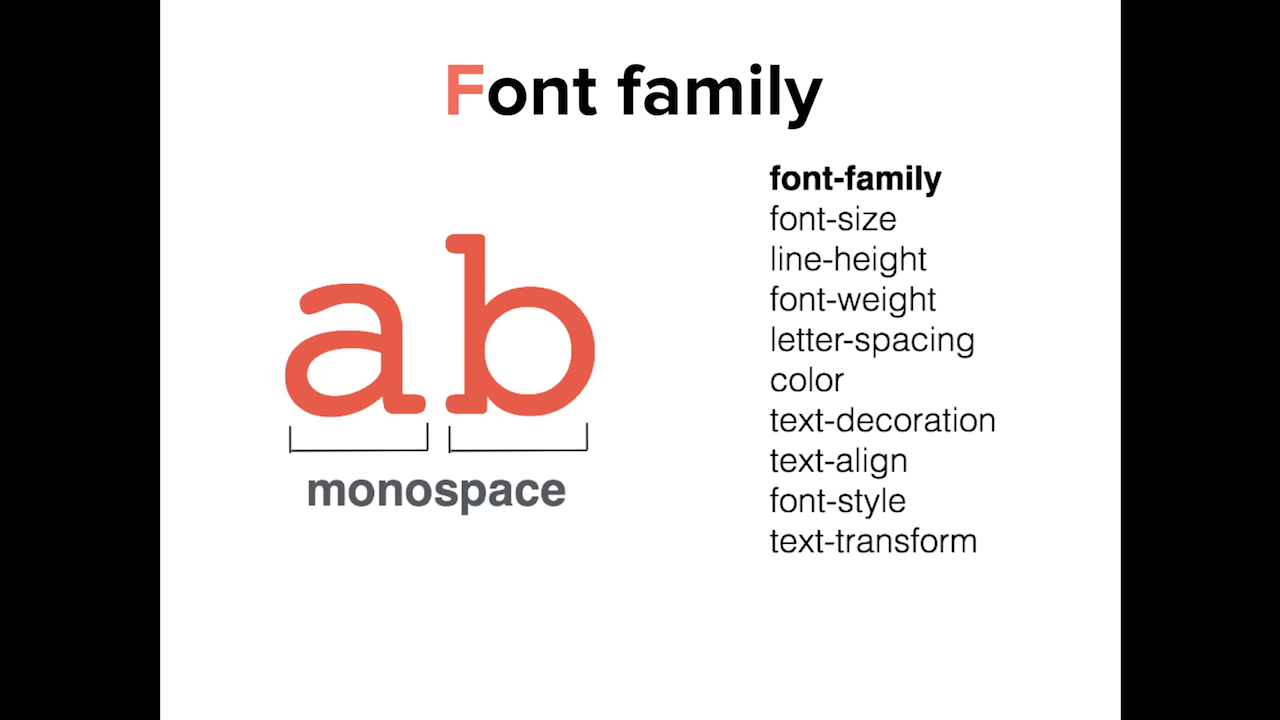 Font family
ab
monospace
font-family
font-size
line-height
font-weight
letter-spacing
color
text-decoration
text-align
font-style
text-transform